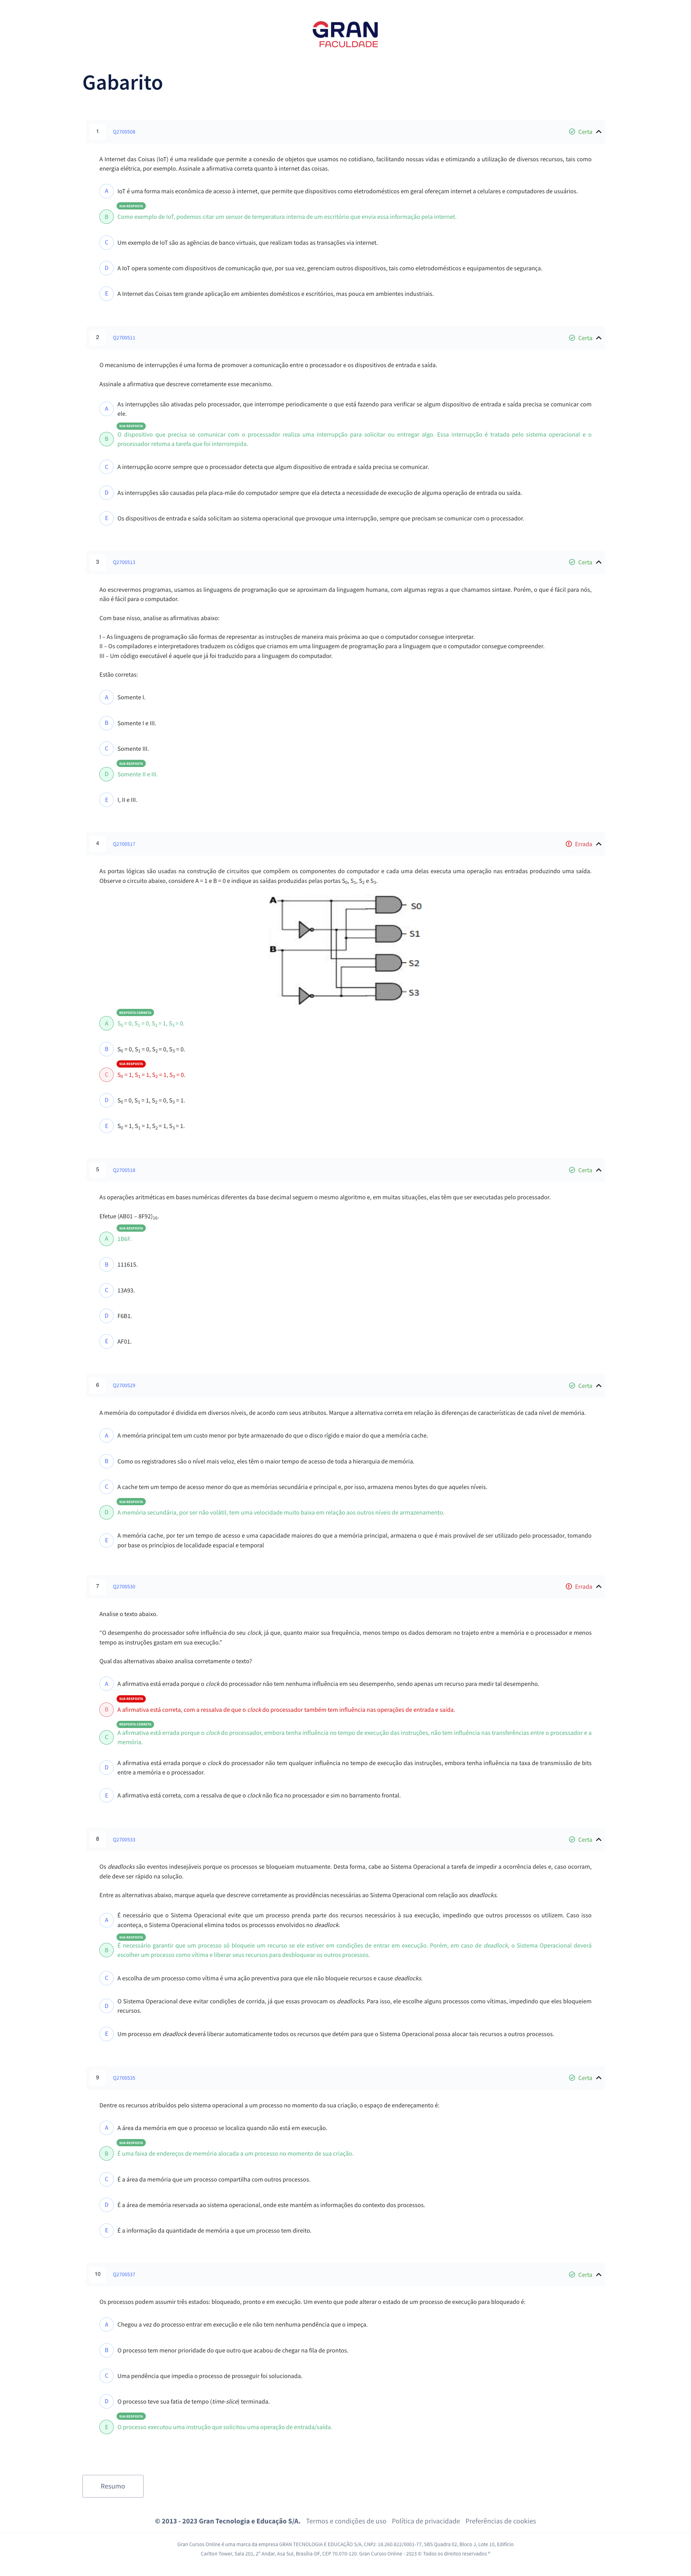 GRAN
FACULDADE
Gabarito
1 Q2700508 Certa
A Internet das Coisas (IoT) é uma realidade que permite a conexão de objetos que usamos no cotidiano, facilitando nossas vidas e otimizando a utilização de diversos recursos, tais como
energia elétrica, por exemplo. Assinale a afirmativa correta quanto à internet das coisas.
A IoT é uma forma mais econômica de acesso à internet, que permite que dispositivos como eletrodomésticos em geral ofereçam internet a celulares e computadores de usuários.
SUA RESPOSTA
B Como exemplo de IoT, podemos citar um sensor de temperatura interna de um escritório que envia essa informação pela internet.
C Um exemplo de IoT são as agências de banco virtuais, que realizam todas as transações via internet.
D A IoT opera somente com dispositivos de comunicação que, por sua vez, gerenciam outros dispositivos, tais como eletrodomésticos e equipamentos de segurança.
E A Internet das Coisas tem grande aplicação em ambientes domésticos e escritórios, mas pouca em ambientes industriais.
2 Q2700511 Certa
O mecanismo de interrupções é uma forma de promover a comunicação entre o processador e os dispositivos de entrada e saída.
Assinale a afirmativa que descreve corretamente esse mecanismo.
A As interrupções são ativadas pelo processador, que interrompe periodicamente o que está fazendo para verificar se algum dispositivo de entrada e saída precisa se comunicar com
ele.
SUA RESPOSTA
B O dispositivo que precisa se comunicar com o processador realiza uma interrupção para solicitar ou entregar algo. Essa interrupção é tratada pelo sistema operacional e o
processador retoma a tarefa que foi interrompida.
C A interrupção ocorre sempre que o processador detecta que algum dispositivo de entrada e saída precisa se comunicar.
D As interrupções são causadas pela placa-mãe do computador sempre que ela detecta a necessidade de execução de alguma operação de entrada ou saída.
E Os dispositivos de entrada e saída solicitam ao sistema operacional que provoque uma interrupção, sempre que precisam se comunicar com o processador.
3 Q2700513 Certa
Ao escrevermos programas, usamos as linguagens de programação que se aproximam da linguagem humana, com algumas regras a que chamamos sintaxe. Porém, o que é fácil para nós,
não é fácil para o computador.
Com base nisso, analise as afirmativas abaixo:
I – As linguagens de programação são formas de representar as instruções de maneira mais próxima ao que o computador consegue interpretar.
II – Os compiladores e interpretadores traduzem os códigos que criamos em uma linguagem de programação para a linguagem que o computador consegue compreender.
III – Um código executável é aquele que já foi traduzido para a linguagem do computador.
Estão corretas:
A Somente I.
B Somente I e III.
C Somente III.
SUA RESPOSTA
D Somente II e III.
E I, II e III.
4 Q2700517 Errada
As portas lógicas são usadas na construção de circuitos que compõem os componentes do computador e cada uma delas executa uma operação nas entradas produzindo uma saída.
Observe o circuito abaixo, considere A = 1 e B = 0 e indique as saídas produzidas pelas portas S0, S1, S2 e S3.
A
S0
S1
B
S2
S3
RESPOSTA CORRETA
A S0 = 0, S1 = 0, S2 = 1, S3 = 0.
B S0 = 0, S1 = 0, S2 = 0, S3 = 0.
SUA RESPOSTA
C S0 = 1, S1 = 1, S2 = 1, S3 = 0.
D S0 = 0, S1 = 1, S2 = 0, S3 = 1.
E S0 = 1, S1 = 1, S2 = 1, S3 = 1.
5 Q2700518 Certa
As operações aritméticas em bases numéricas diferentes da base decimal seguem o mesmo algoritmo e, em muitas situações, elas têm que ser executadas pelo processador.
Efetue (AB01 – 8F92)16.
SUA RESPOSTA
A 1B6F.
B 111615.
C 13A93.
D F6B1.
E AF01.
6 Q2700529 Certa
A memória do computador é dividida em diversos níveis, de acordo com seus atributos. Marque a alternativa correta em relação às diferenças de características de cada nível de memória.
A A memória principal tem um custo menor por byte armazenado do que o disco rígido e maior do que a memória cache.
B Como os registradores são o nível mais veloz, eles têm o maior tempo de acesso de toda a hierarquia de memória.
C A cache tem um tempo de acesso menor do que as memórias secundária e principal e, por isso, armazena menos bytes do que aqueles níveis.
SUA RESPOSTA
D A memória secundária, por ser não volátil, tem uma velocidade muito baixa em relação aos outros níveis de armazenamento.
E A memória cache, por ter um tempo de acesso e uma capacidade maiores do que a memória principal, armazena o que é mais provável de ser utilizado pelo processador, tomando
por base os princípios de localidade espacial e temporal
7 Q2700530 Errada
Analise o texto abaixo.
"O desempenho do processador sofre influência do seu clock, já que, quanto maior sua frequência, menos tempo os dados demoram no trajeto entre a memória e o processador e menos
tempo as instruções gastam em sua execução."
Qual das alternativas abaixo analisa corretamente o texto?
A A afirmativa está errada porque o clock do processador não tem nenhuma influência em seu desempenho, sendo apenas um recurso para medir tal desempenho.
SUA RESPOSTA
B A afirmativa está correta, com a ressalva de que o clock do processador também tem influência nas operações de entrada e saída.
RESPOSTA CORRETA
C A afirmativa está errada porque o clock do processador, embora tenha influência no tempo de execução das instruções, não tem influência nas transferências entre o processador e a
memória.
D A afirmativa está errada porque o clock do processador não tem qualquer influência no tempo de execução das instruções, embora tenha influência na taxa de transmissão de bits
entre a memória e o processador.
E A afirmativa está correta, com a ressalva de que o clock não fica no processador e sim no barramento frontal.
8 Q2700533 Certa
Os deadlocks são eventos indesejáveis porque os processos se bloqueiam mutuamente. Desta forma, cabe ao Sistema Operacional a tarefa de impedir a ocorrência deles e, caso ocorram,
dele deve ser rápido na solução.
Entre as alternativas abaixo, marque aquela que descreve corretamente as providências necessárias ao Sistema Operacional com relação aos deadlocks.
A É necessário que o Sistema Operacional evite que um processo prenda parte dos recursos necessários à sua execução, impedindo que outros processos os utilizem. Caso isso
aconteça, o Sistema Operacional elimina todos os processos envolvidos no deadlock.
SUA RESPOSTA
B É necessário garantir que um processo só bloqueie um recurso se ele estiver em condições de entrar em execução. Porém, em caso de deadlock, o Sistema Operacional deverá
escolher um processo como vítima e liberar seus recursos para desbloquear os outros processos.
C A escolha de um processo como vítima é uma ação preventiva para que ele não bloqueie recursos e cause deadlocks.
D O Sistema Operacional deve evitar condições de corrida, já que essas provocam os deadlocks. Para isso, ele escolhe alguns processos como vítimas, impedindo que eles bloqueiem
recursos.
E Um processo em deadlock deverá liberar automaticamente todos os recursos que detém para que o Sistema Operacional possa alocar tais recursos a outros processos.
9 Q2700535 Certa
Dentre os recursos atribuídos pelo sistema operacional a um processo no momento da sua criação, o espaço de endereçamento é:
A A área da memória em que o processo se localiza quando não está em execução.
SUA RESPOSTA
B É uma faixa de endereços de memória alocada a um processo no momento de sua criação.
C É a área da memória que um processo compartilha com outros processos.
D É a área de memória reservada ao sistema operacional, onde este mantém as informações do contexto dos processos.
E É a informação da quantidade de memória a que um processo tem direito.
10 Q2700537 Certa
Os processos podem assumir três estados: bloqueado, pronto e em execução. Um evento que pode alterar o estado de um processo de execução para bloqueado é:
A Chegou a vez do processo entrar em execução e ele não tem nenhuma pendência que o impeça.
B O processo tem menor prioridade do que outro que acabou de chegar na fila de prontos.
C Uma pendência que impedia o processo de prosseguir foi solucionada.
D O processo teve sua fatia de tempo (time-slice) terminada.
SUA RESPOSTA
E O processo executou uma instrução que solicitou uma operação de entrada/saída.
Resumo
© 2013 - 2023 Gran Tecnologia e Educação S/A. Termos e condições de uso Política de privacidade Preferências de cookies
Gran Cursos Online é uma marca da empresa GRAN TECNOLOGIA E EDUCAÇÃO S/A, CNPJ: 18.260.822/0001-77, SBS Quadra 02, Bloco J, Lote 10, Edifício
Carlton Tower, Sala 201, 2º Andar, Asa Sul, Brasília-DF, CEP 70.070-120. Gran Cursos Online - 2023 © Todos os direitos reservados ®